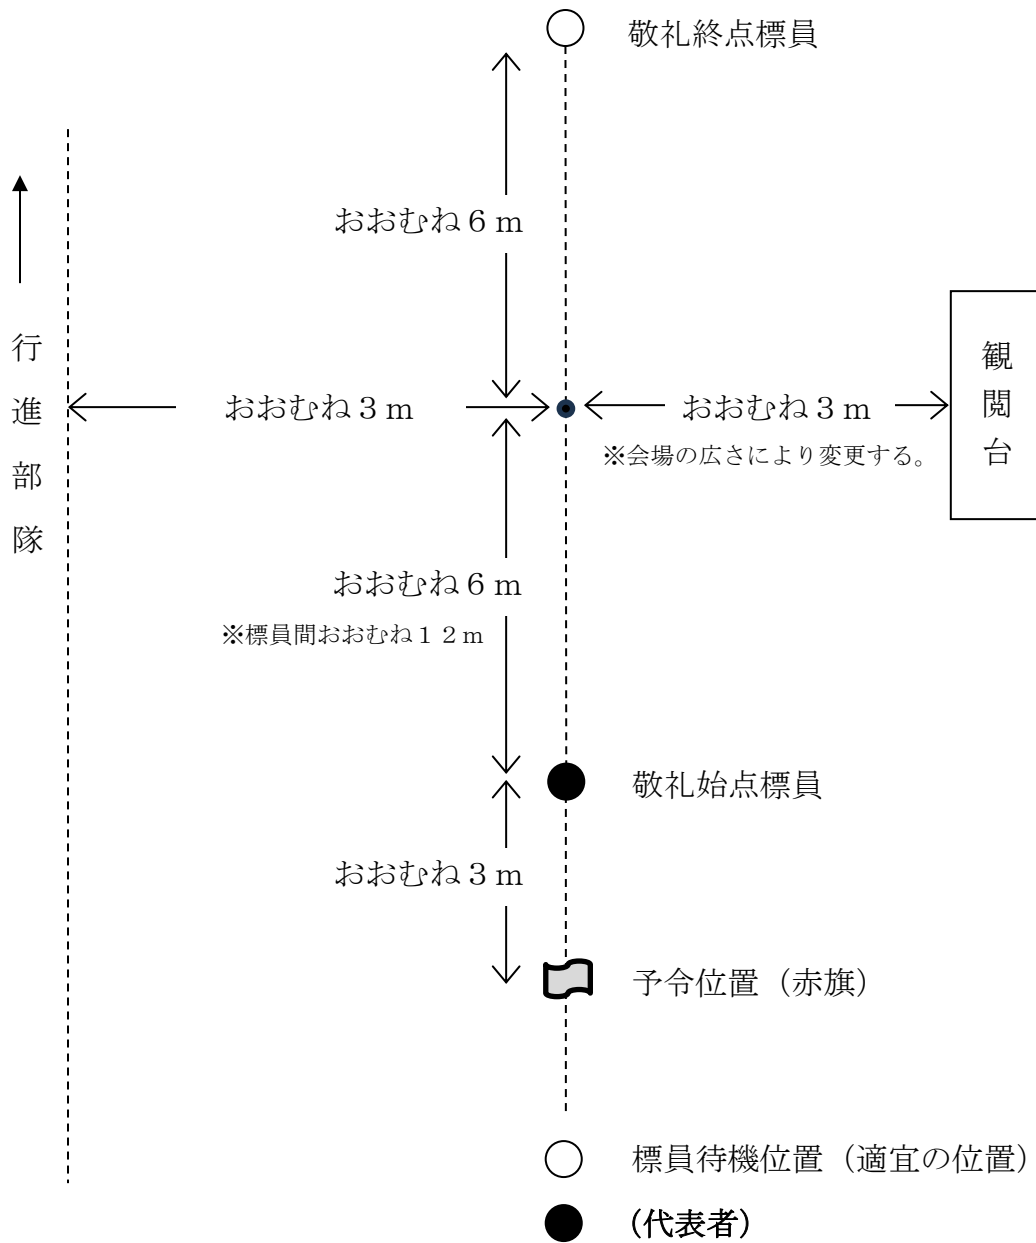 敬礼終点標員
おおむね６ｍ
行進部隊
おおむね３ｍ
おおむね３ｍ
※会場の広さにより変更する。
観閲台
おおむね６ｍ
※標員間おおむね１２ｍ
敬礼始点標員
おおむね３ｍ
予令位置（赤旗）
標員待機位置（適宜の位置）
（代表者）